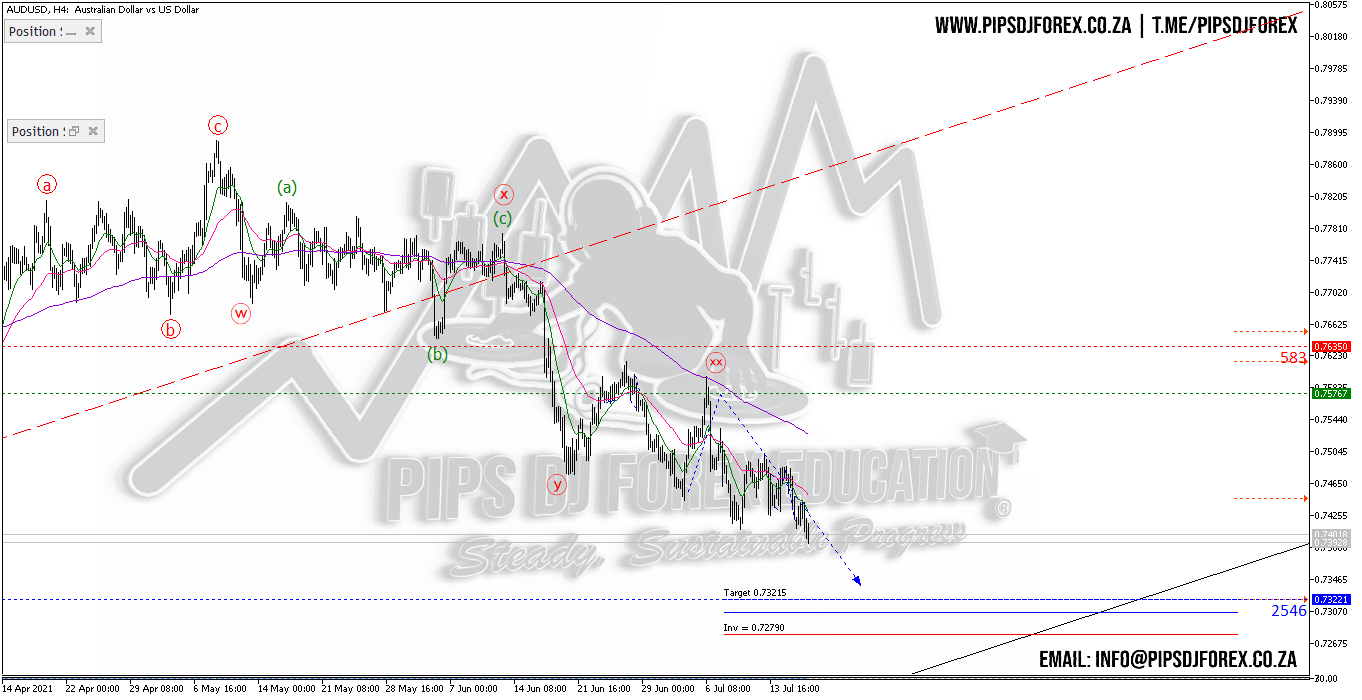 AUDUSD, H4: Australian Dollar vs US Dollar
WWW.PIPSDJFOREX.CO.ZA | T.ME/PIPSDJFOREX
Position
Position
a
b
c
w
(a)
(b)
x
(c)
y
xx
PIPS DJ FOREX EDUCATION
®
Steady, Sustainable Progress
Target 0.73215
Inv = 0.72790
583
2546
EMAIL: INFO@PIPSDJFOREX.CO.ZA
0.80575
0.80180
0.79785
0.79390
0.78995
0.78600
0.78205
0.77810
0.77415
0.77020
0.76625
0.76350
0.76230
0.75767
0.75440
0.75045
0.74650
0.74255
0.74018
0.73928
0.73465
0.73221
0.73070
0.72675
14 Apr 2021
22 Apr 00:00
29 Apr 08:00
6 May 16:00
14 May 00:00
21 May 08:00
28 May 16:00
7 Jun 00:00
14 Jun 08:00
21 Jun 16:00
29 Jun 00:00
6 Jul 08:00
13 Jul 16:00